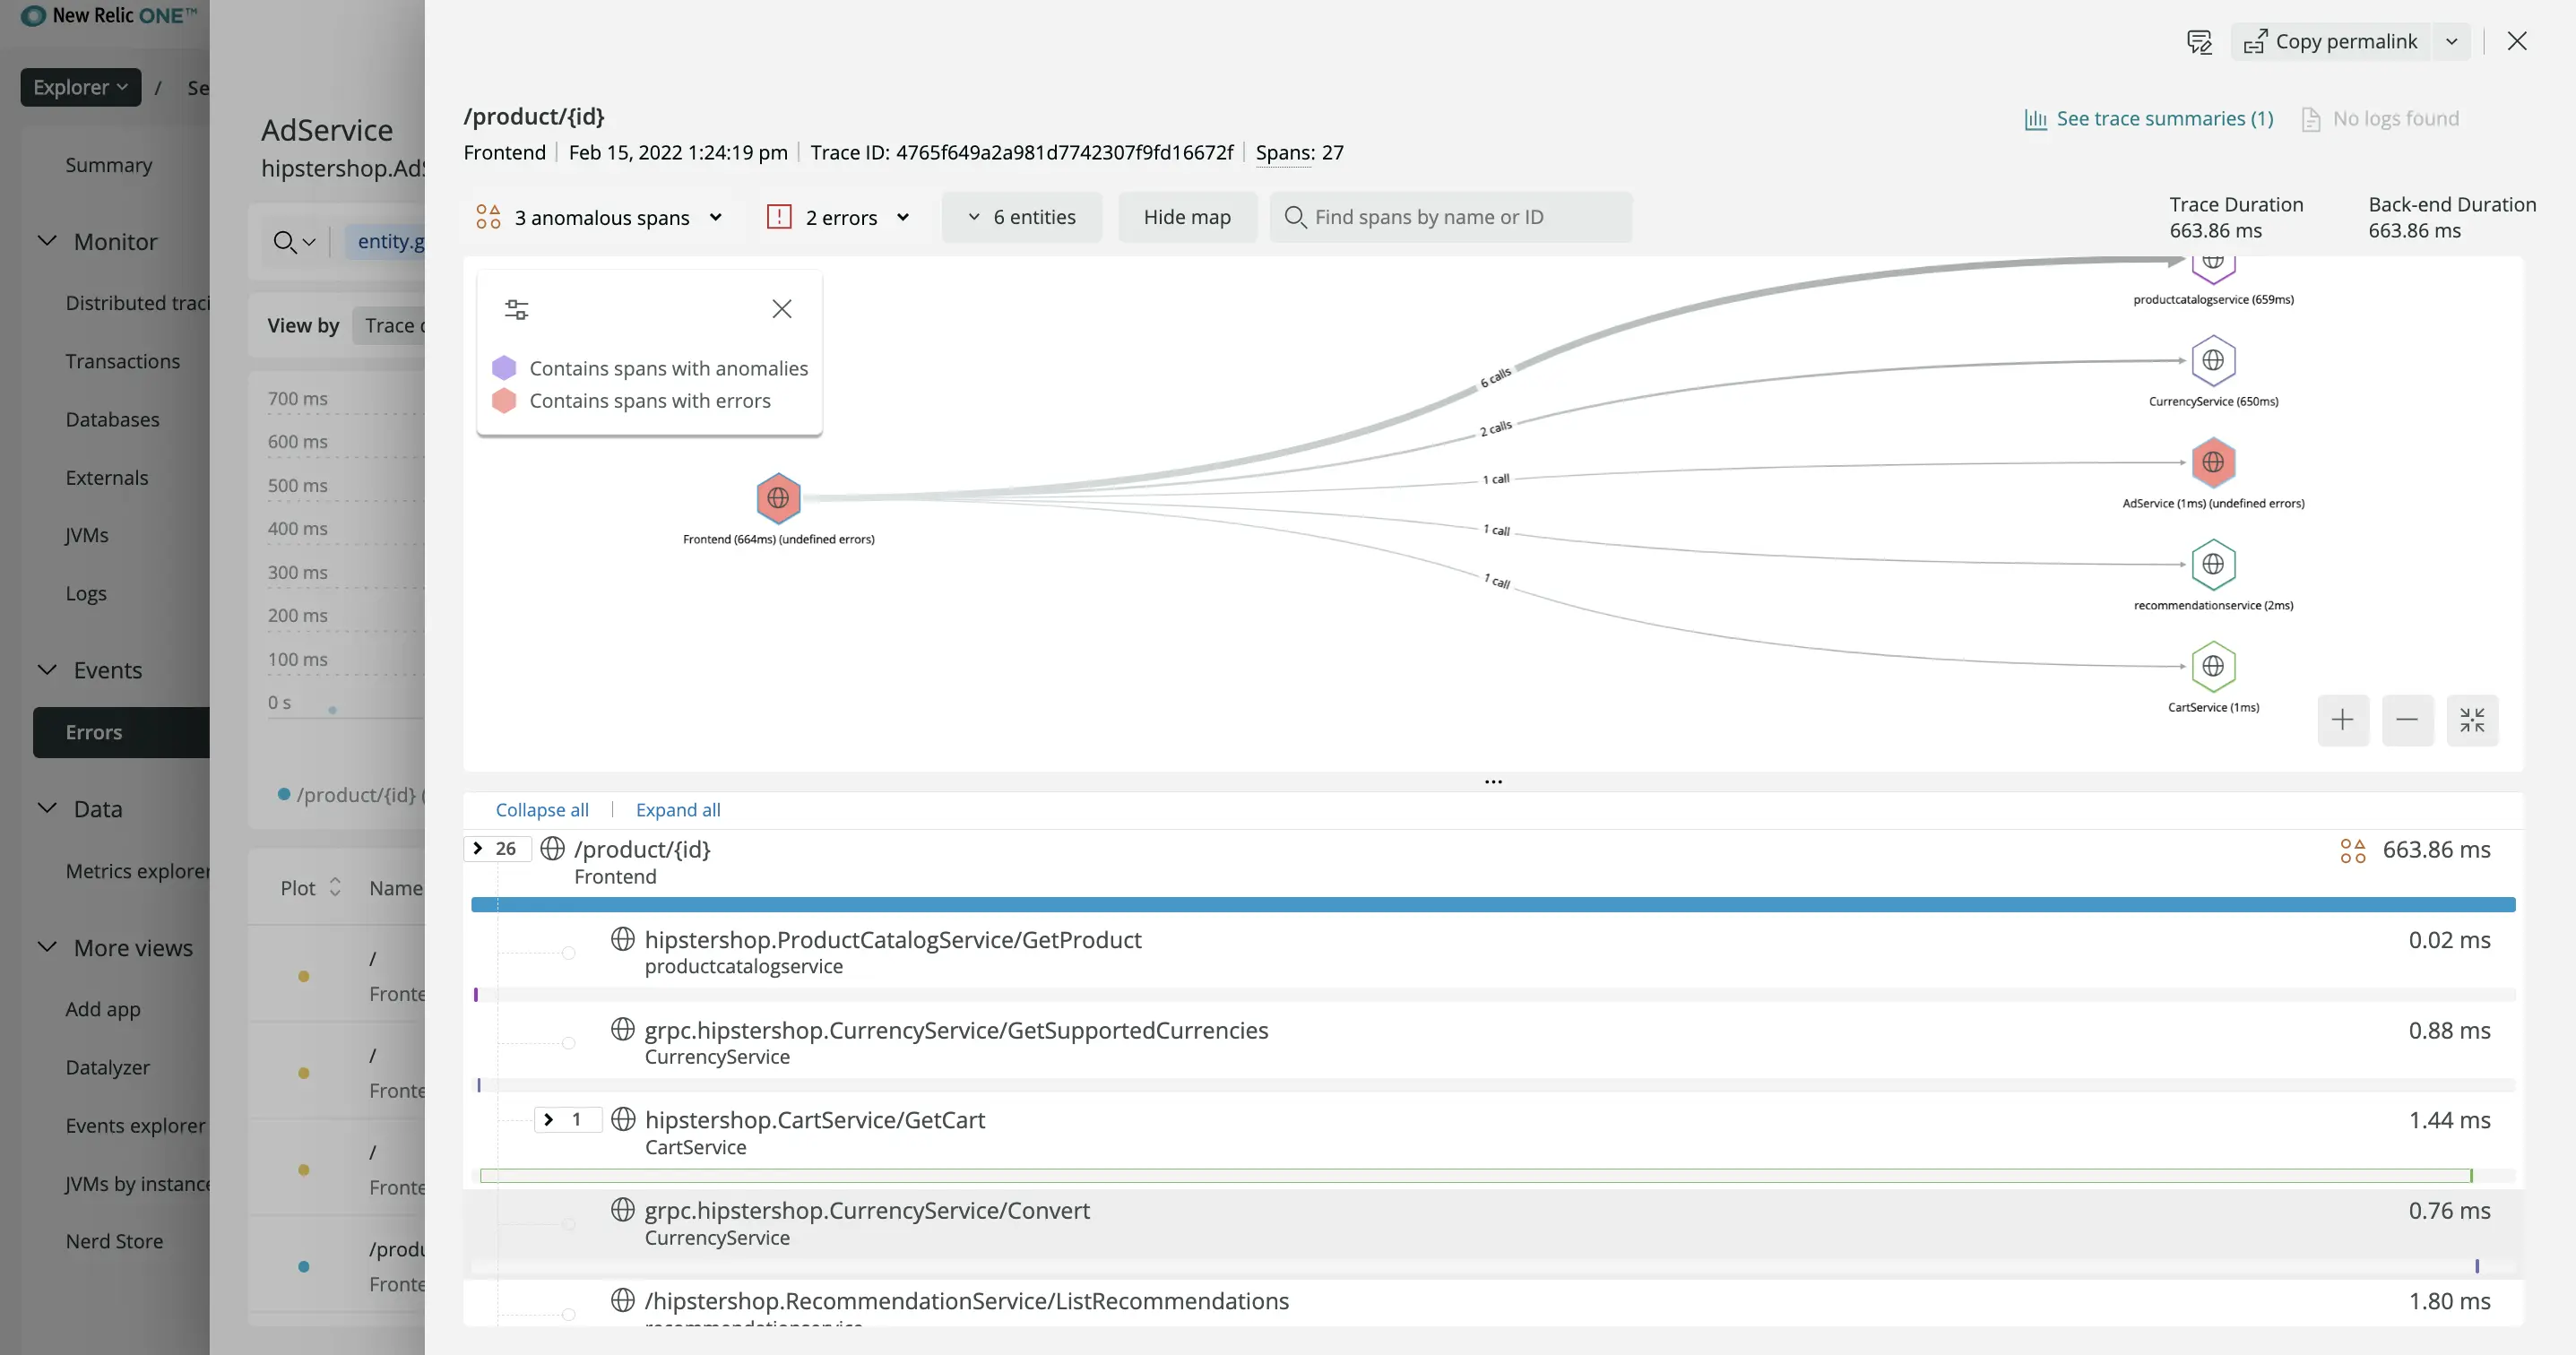 New Relic ONE™
Explorer / Se
Summary
Monitor
Distributed traci
Transactions
Databases
Externals
JVMs
Logs
Events
Errors
Data
Metrics explorer
More views
Add app
Datalyzer
Events explorer
JVMs by instance
Nerd Store
AdService
hipstershop.Ads
entity.g
View by Trace
700 ms
600 ms
500 ms
400 ms
300 ms
200 ms
100 ms
0 s
/product/{id} (
Plot Name
/
Fronte
/
Fronte
/
Fronte
/produ
Fronte
Copy permalink
/product/{id}
See trace summaries (1) No logs found
Frontend Feb 15, 2022 1:24:19 pm Trace ID: 4765f649a2a981d7742307f9fd16672f Spans: 27
3 anomalous spans 2 errors 6 entities Hide map Find spans by name or ID
Trace Duration
663.86 ms
Back-end Duration
663.86 ms
Contains spans with anomalies
Contains spans with errors
Frontend (664ms) (undefined errors)
6 calls
2 calls
1 call
1 call
1 call
productcatalogservice (659ms)
CurrencyService (650ms)
AdService (1ms) (undefined errors)
recommendationservice (2ms)
CartService (1ms)
...
Collapse all Expand all
26 /product/{id} 663.86 ms
Frontend
hipstershop.ProductCatalogService/GetProduct 0.02 ms
productcatalogservice
grpc.hipstershop.CurrencyService/GetSupportedCurrencies 0.88 ms
CurrencyService
1 hipstershop.CartService/GetCart 1.44 ms
CartService
grpc.hipstershop.CurrencyService/Convert 0.76 ms
CurrencyService
/hipstershop.RecommendationService/ListRecommendations 1.80 ms
recommendationservice